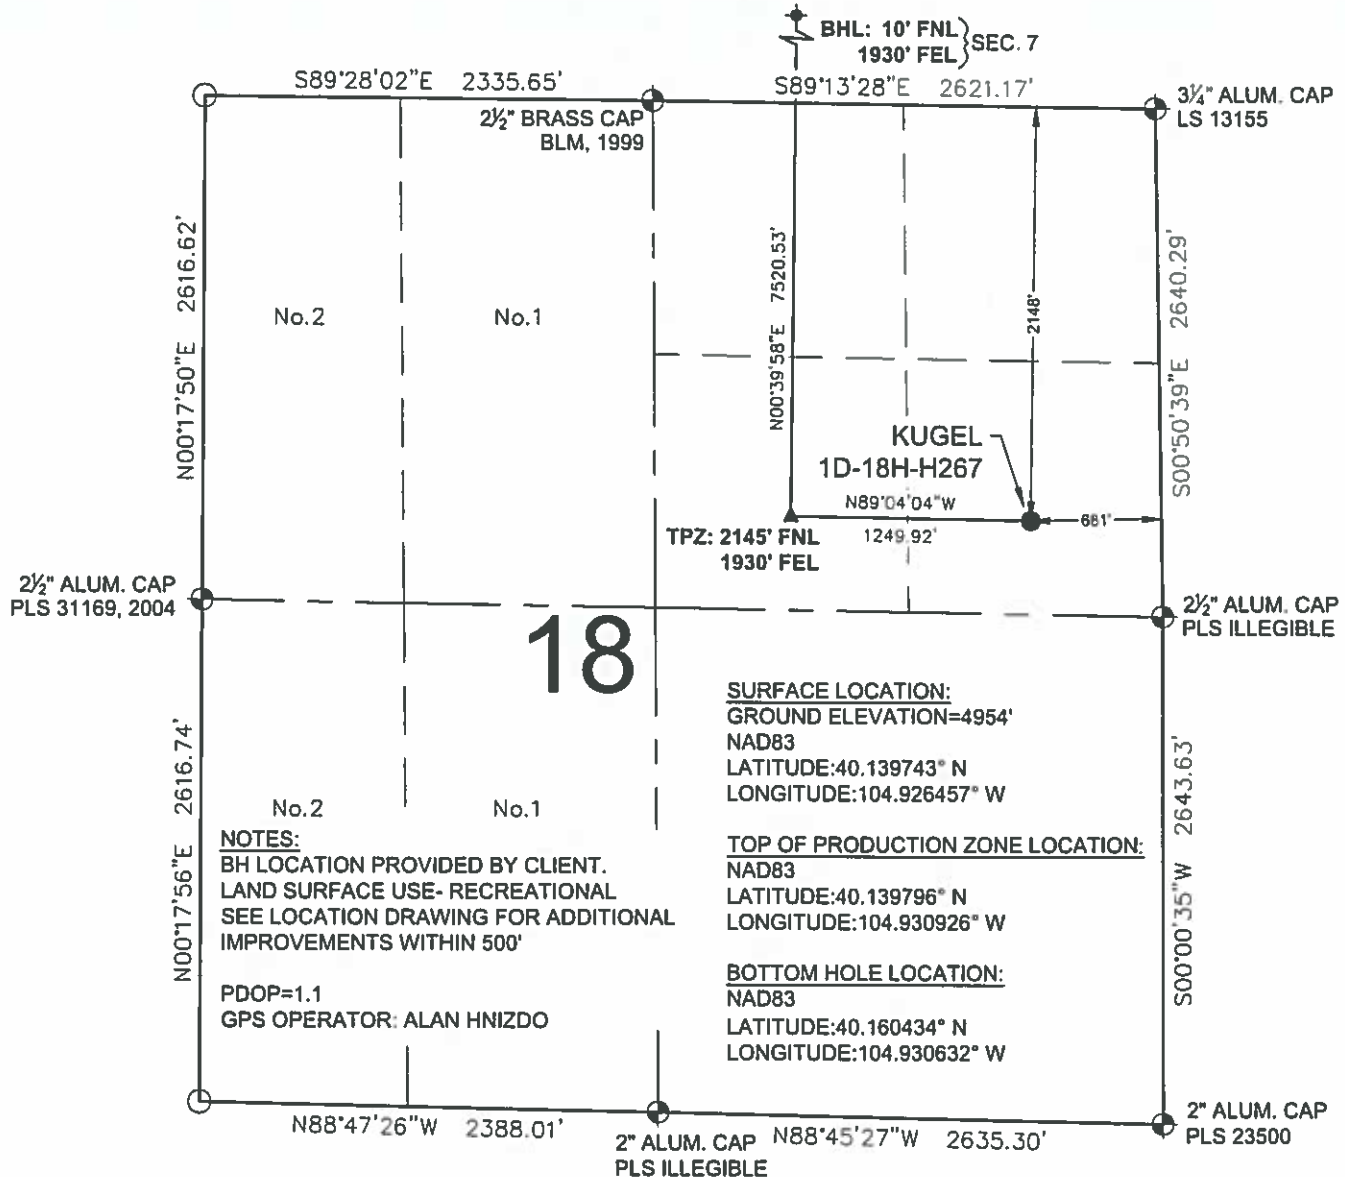 BHL: 10' FNL
1930' FEL
SEC. 7
S89°28'02"E 2335.65'
S89°13'28"E 2621.17'
3¼" ALUM. CAP
LS 13155
2½" BRASS CAP
BLM, 1999
N00°17'50"E 2616.62'
No.2
No.1
N00°39'58"E 7520.53'
2148'
S00°50'39"E 2640.29'
KUGEL
1D-18H-H267
N89°04'04"W
1249.92'
681'
TPZ: 2145' FNL
1930' FEL
2½" ALUM. CAP
PLS 31169, 2004
2½" ALUM. CAP
PLS ILLEGIBLE
18
SURFACE LOCATION:
GROUND ELEVATION=4954'
NAD83
LATITUDE:40.139743° N
LONGITUDE:104.926457° W
N00°17'56"E 2616.74'
No.2
No.1
S00°00'35"W 2643.63'
NOTES:
BH LOCATION PROVIDED BY CLIENT.
LAND SURFACE USE- RECREATIONAL
SEE LOCATION DRAWING FOR ADDITIONAL
IMPROVEMENTS WITHIN 500'
PDOP=1.1
GPS OPERATOR: ALAN HNIZDO
TOP OF PRODUCTION ZONE LOCATION:
NAD83
LATITUDE:40.139796° N
LONGITUDE:104.930926° W
BOTTOM HOLE LOCATION:
NAD83
LATITUDE:40.160434° N
LONGITUDE:104.930632° W
N88°47'26"W 2388.01'
2" ALUM. CAP
PLS ILLEGIBLE
N88°45'27"W 2635.30'
2" ALUM. CAP
PLS 23500